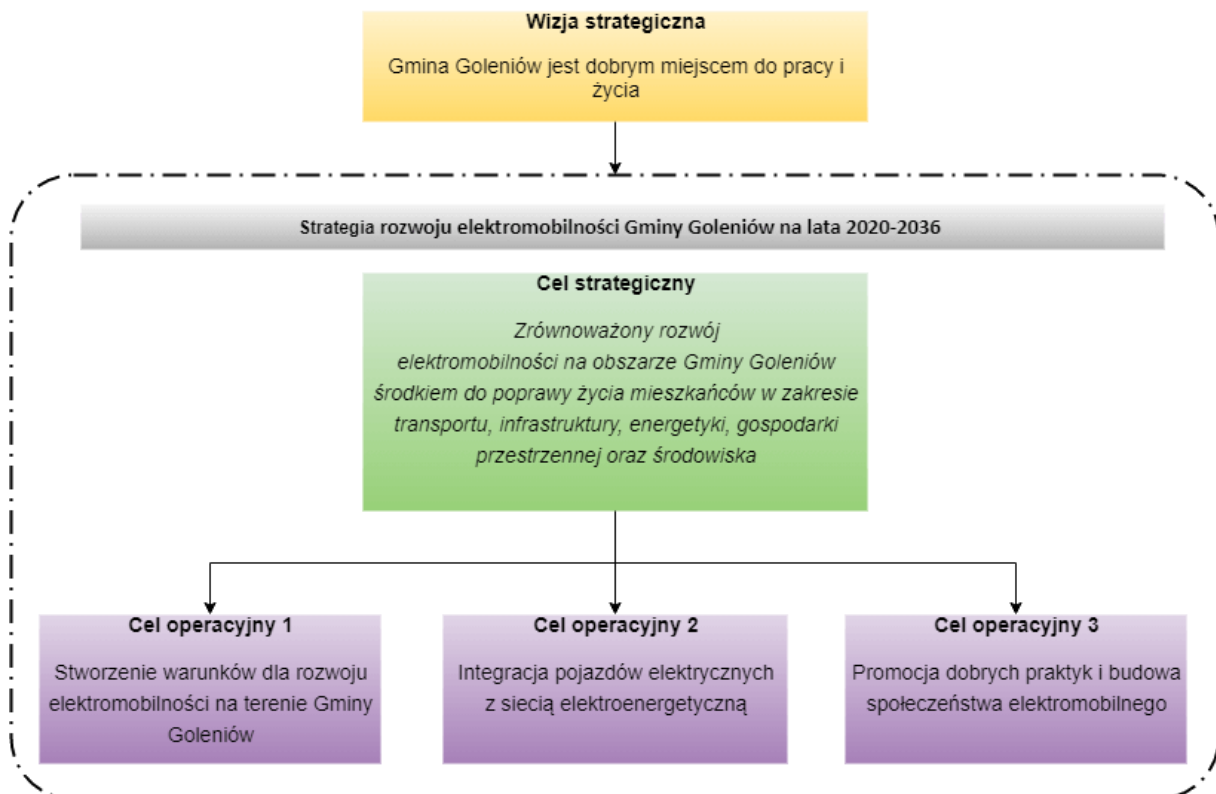 Wizja strategiczna
Gmina Goleniów jest dobrym miejscem do pracy i
życia
Strategia rozwoju elektromobilności Gminy Goleniów na lata 2020-2036
Cel strategiczny
Zrównoważony rozwój
elektromobilności na obszarze Gminy Goleniów
środkiem do poprawy życia mieszkańców w zakresie
transportu, infrastruktury, energetyki, gospodarki
przestrzennej oraz środowiska
Cel operacyjny 1
Stworzenie warunków dla rozwoju
elektromobilności na terenie Gminy
Goleniów
Cel operacyjny 2
Integracja pojazdów elektrycznych
z siecią elektroenergetyczną
Cel operacyjny 3
Promocja dobrych praktyk i budowa
społeczeństwa elektromobilnego